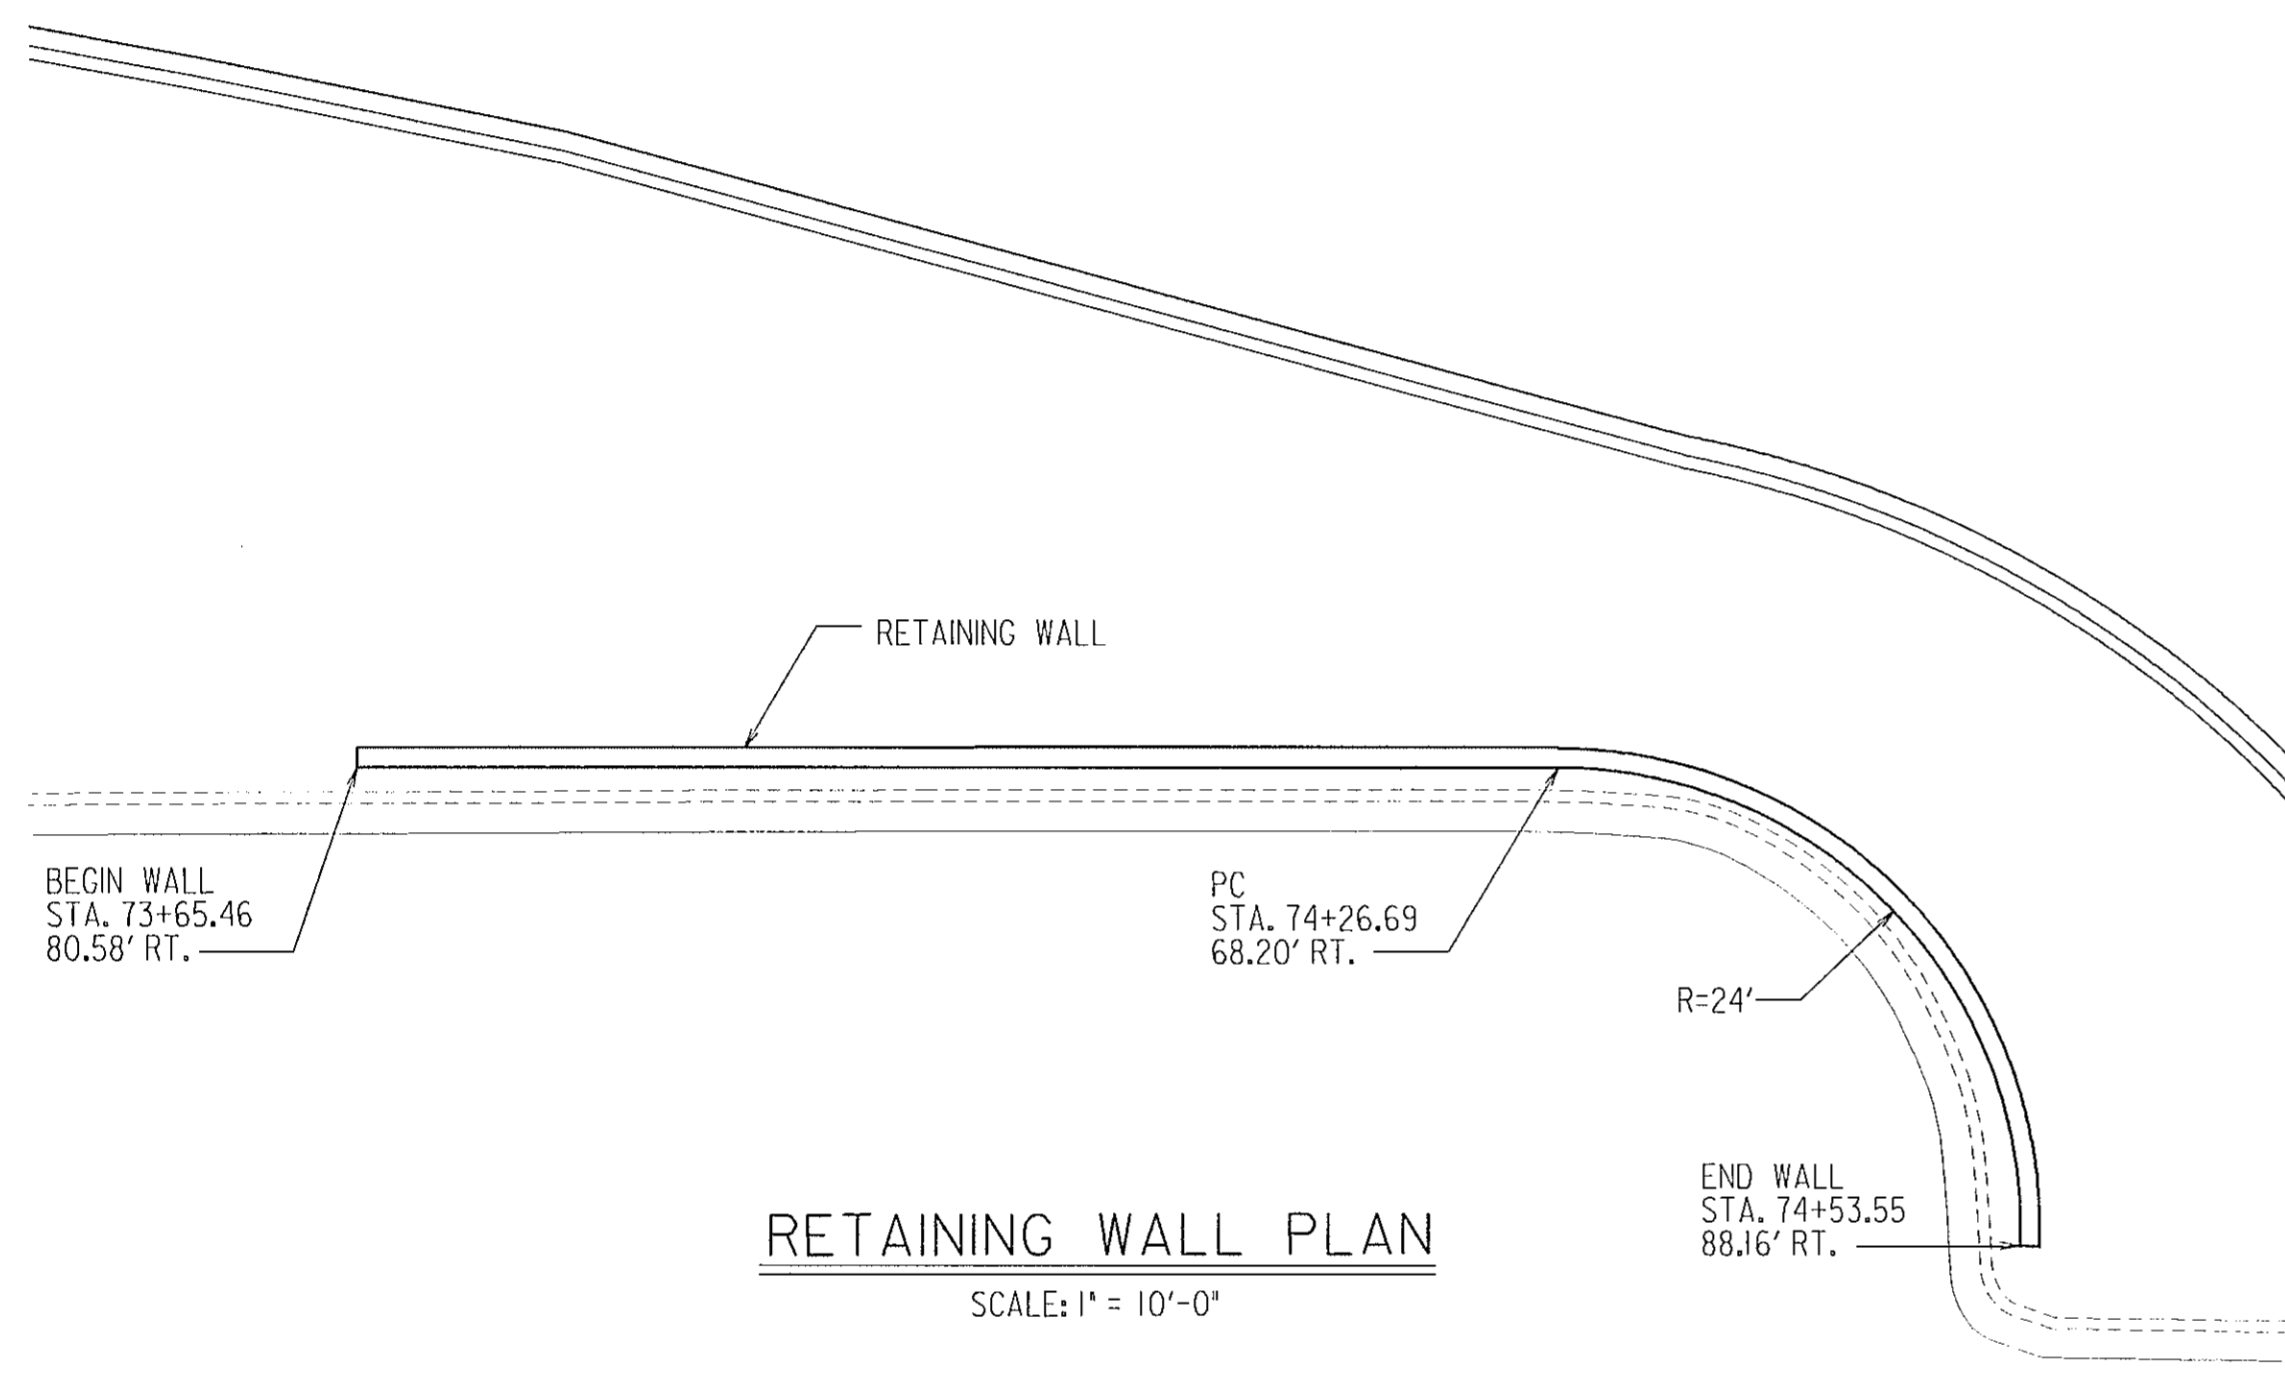 RETAINING WALL
BEGIN WALL
STA. 73+65.46
80.58' RT.
PC
STA. 74+26.69
68.20' RT.
R=24'
END WALL
STA. 74+53.55
88.16' RT.
RETAINING WALL PLAN
SCALE: 1" = 10'-0"